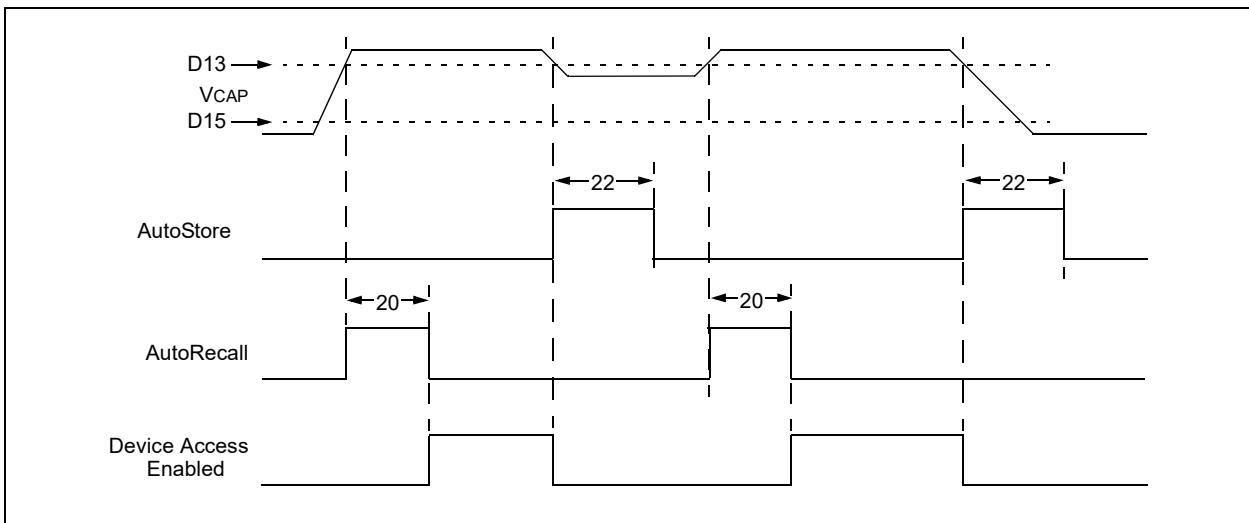 D13
VCAP
D15
22
22
AutoStore
20
20
AutoRecall
Device Access
Enabled